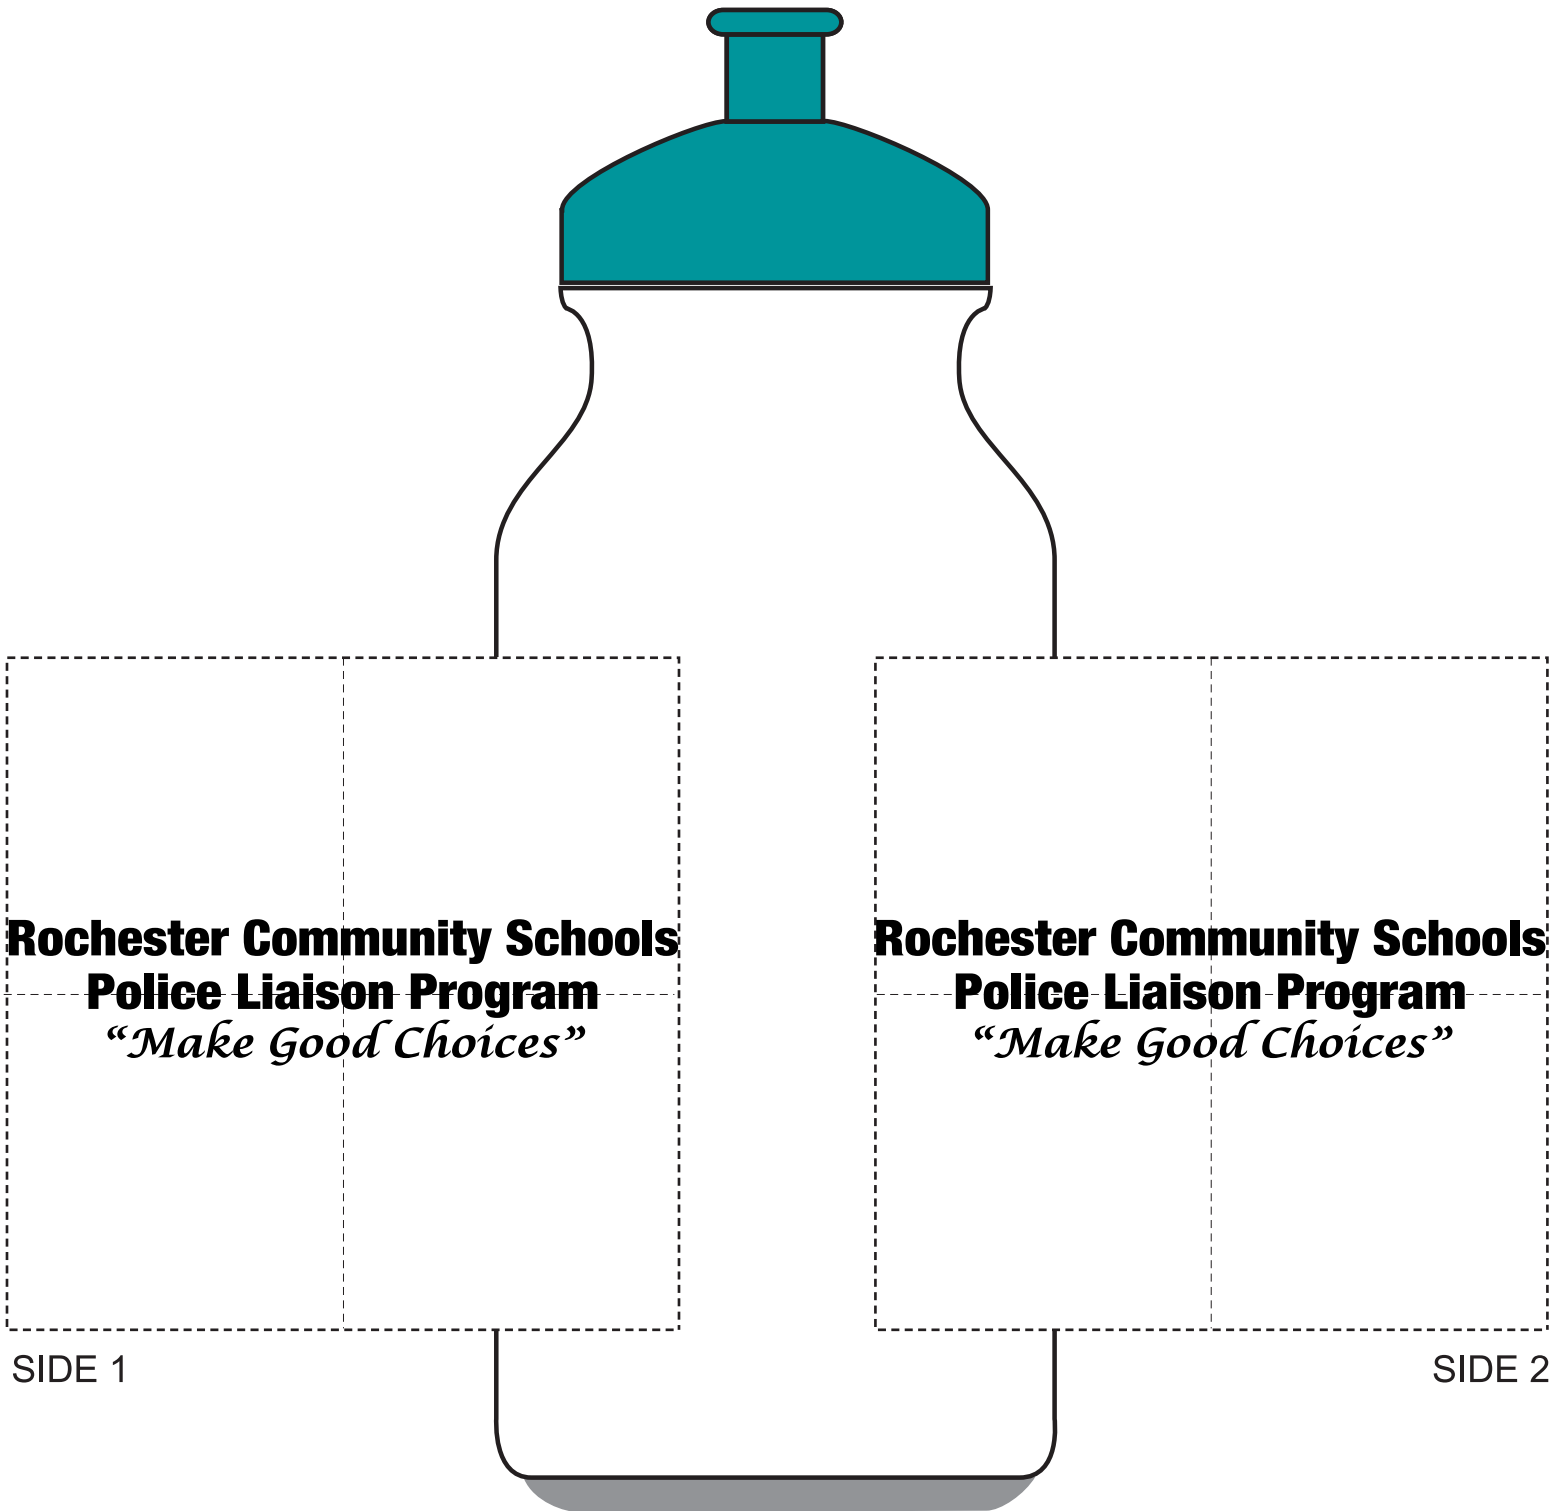 Rochester Community Schools
Police Liaison Program
“Make Good Choices”
SIDE 1
Rochester Community Schools
Police Liaison Program
“Make Good Choices”
SIDE 2